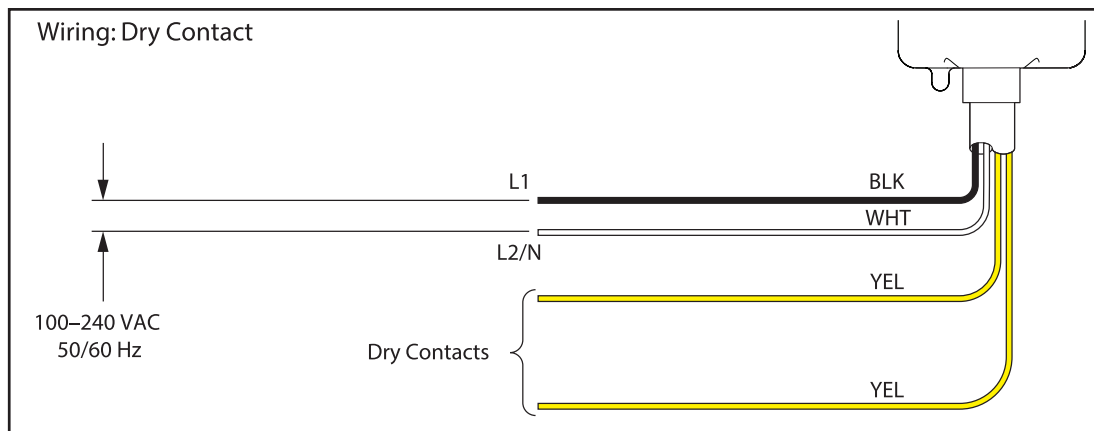 Wiring: Dry Contact
L1
BLK
WHT
L2/N
YEL
100–240 VAC
50/60 Hz
Dry Contacts
YEL